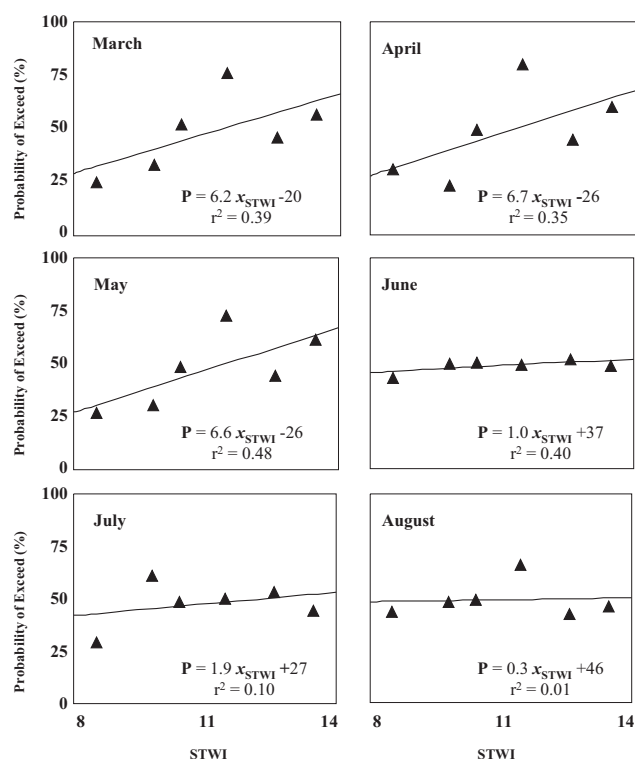 100
75
50
25
0
Probability of Exceed (%)
March
P = 6.2 xSTWI -20
r² = 0.39
April
P = 6.7 xSTWI -26
r² = 0.35
100
75
50
25
0
Probability of Exceed (%)
May
P = 6.6 xSTWI -26
r² = 0.48
June
P = 1.0 xSTWI +37
r² = 0.40
100
75
50
25
0
Probability of Exceed (%)
July
P = 1.9 xSTWI +27
r² = 0.10
August
P = 0.3 xSTWI +46
r² = 0.01
8 11 14
STWI
8 11 14
STWI